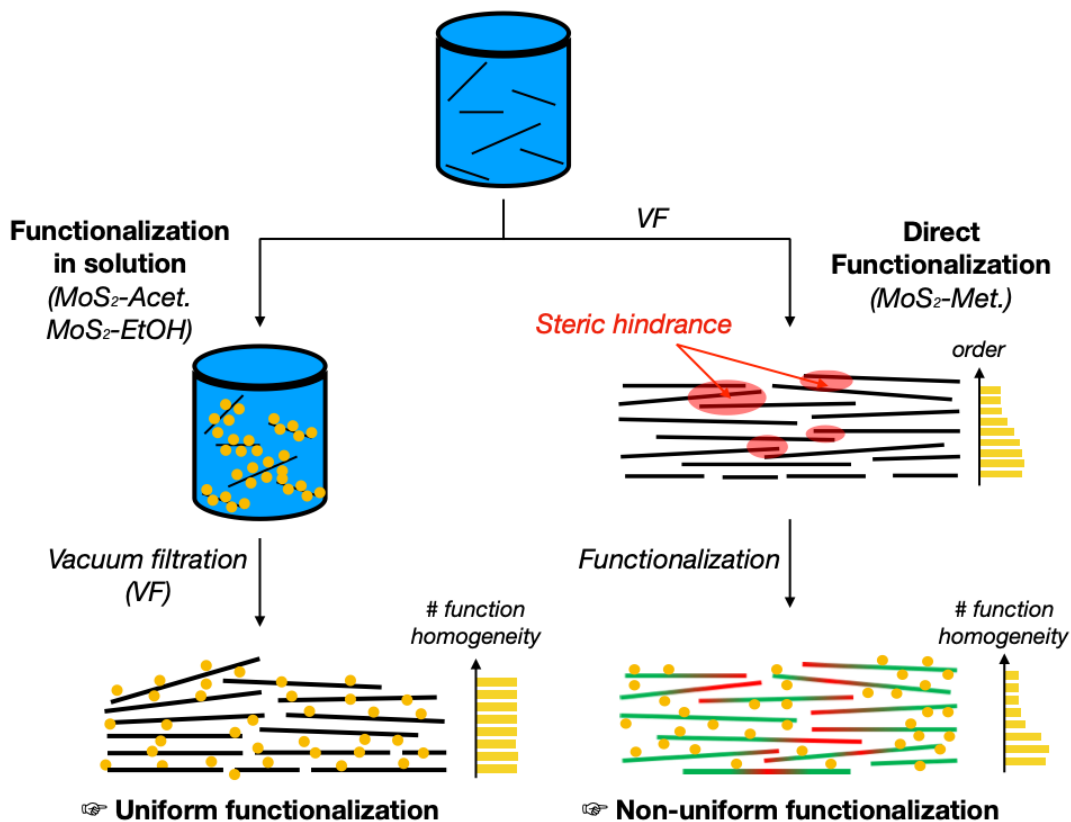 VF
Functionalization
in solution
(MoS₂-Acet.
MoS₂-EtOH)
Direct
Functionalization
(MoS₂-Met.)
Steric hindrance
order
Vacuum filtration
(VF)
Functionalization
# function
homogeneity
# function
homogeneity
☞ Uniform functionalization
☞ Non-uniform functionalization